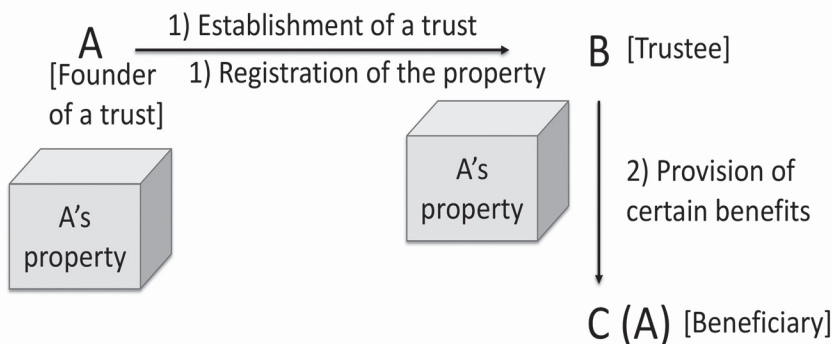 1) Establishment of a trust
A
B [Trustee]
[Founder
of a trust]
1) Registration of the property
A’s
property
A’s
property
2) Provision of
certain benefits
C (A) [Beneficiary]